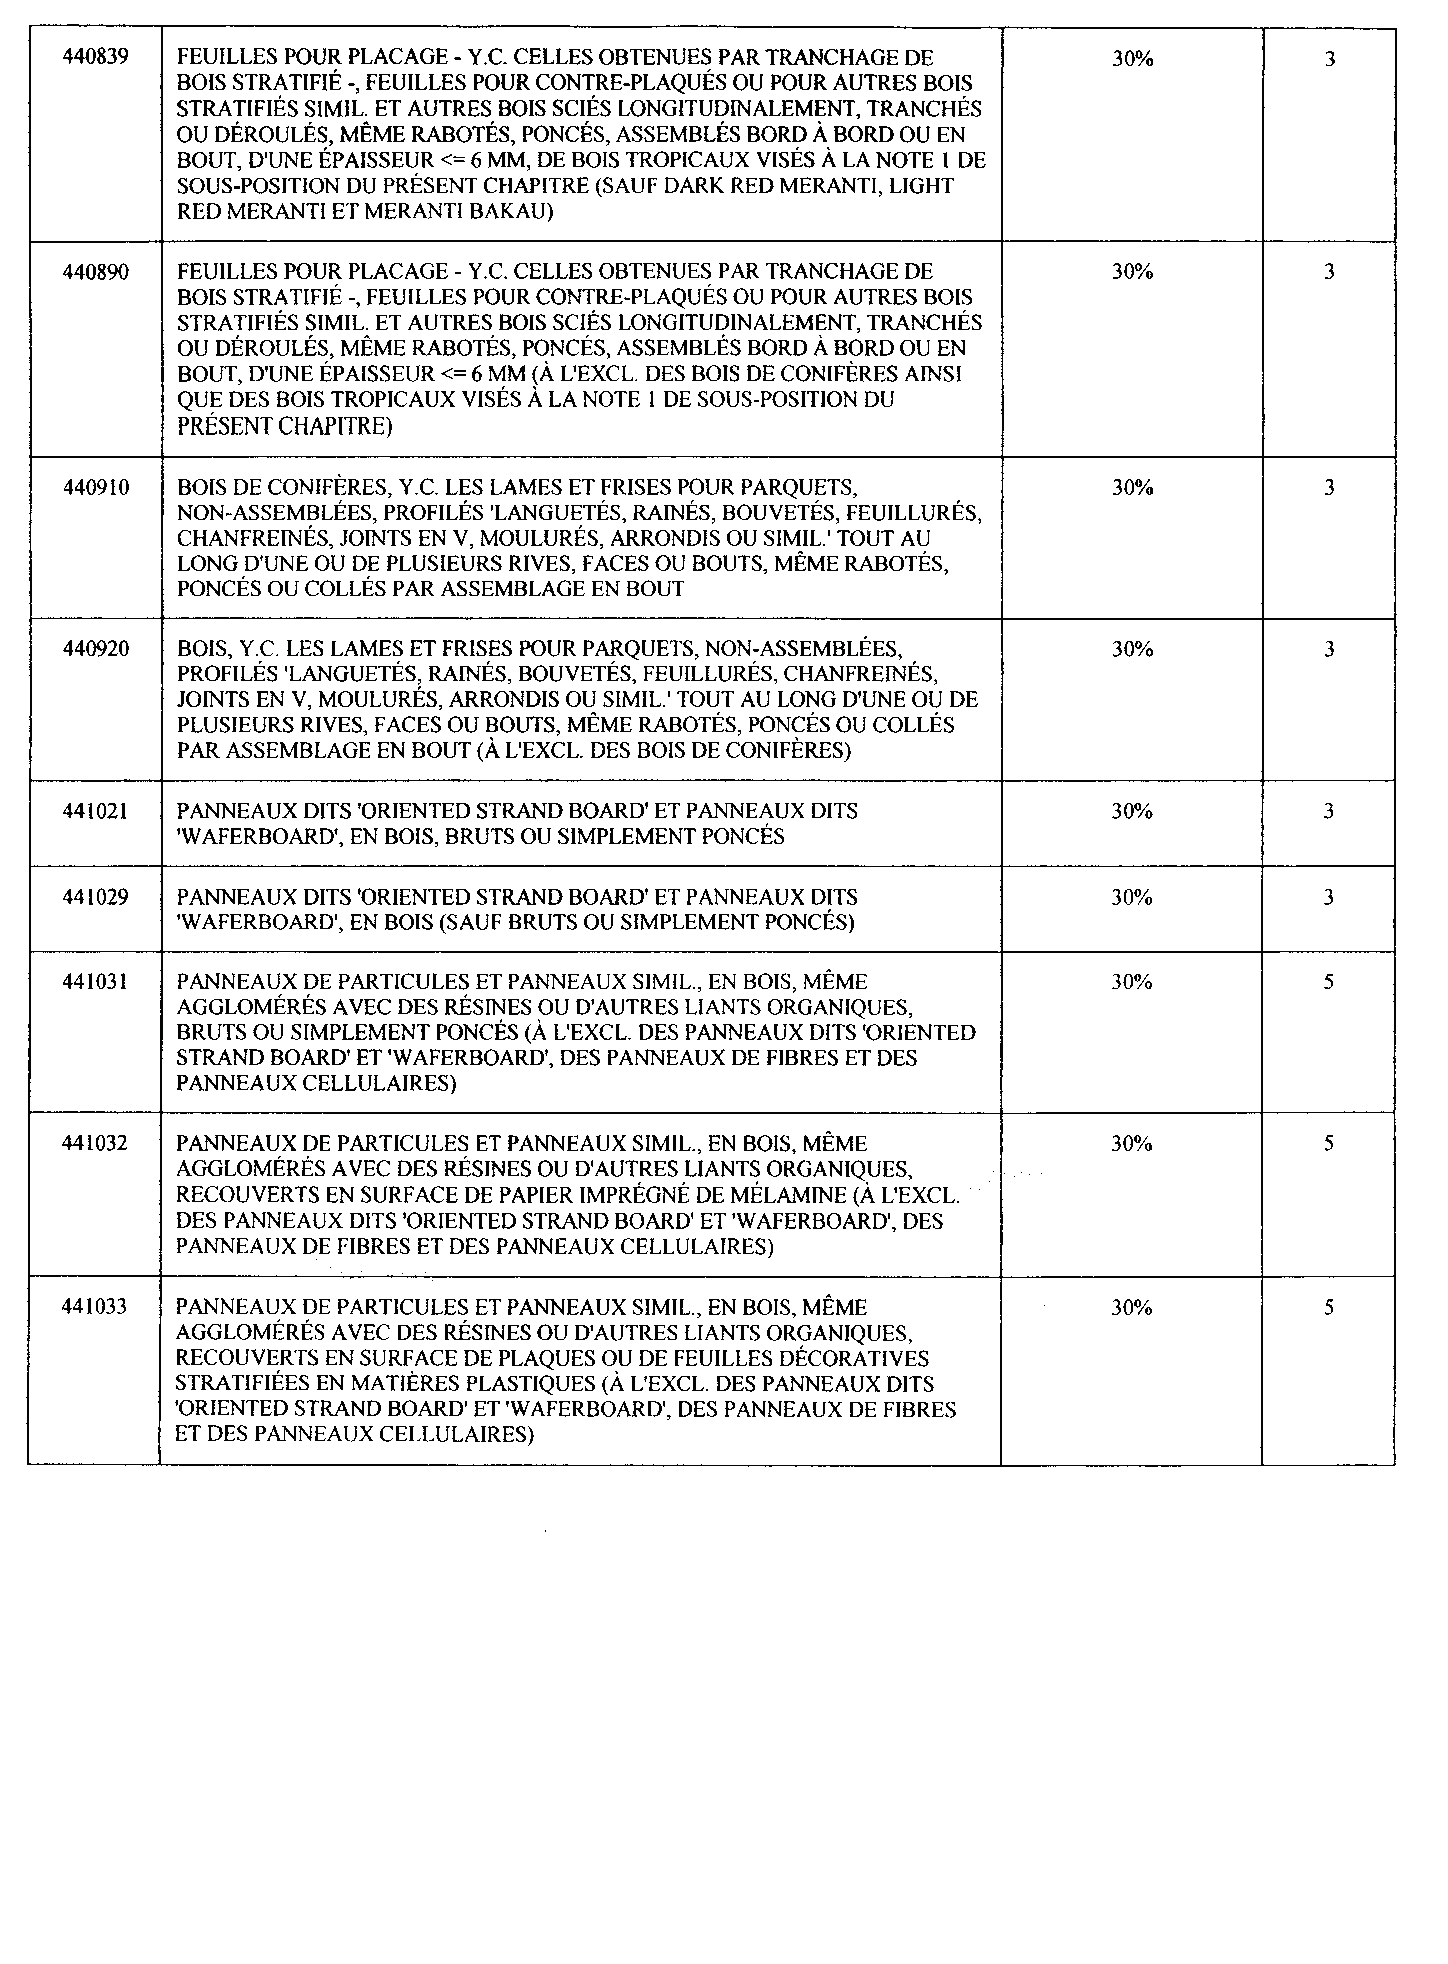 440839 FEUILLES POUR PLACAGE - Y.C. CELLES OBTENUES PAR TRANCHAGE DE 30% 3
BOIS STRATIFIÉ -, FEUILLES POUR CONTRE-PLAQUÉS OU POUR AUTRES BOIS
STRATIFIÉS SIMIL. ET AUTRES BOIS SCIÉS LONGITUDINALEMENT, TRANCHÉS
OU DÉROULÉS, MÊME RABOTÉS, PONCÉS, ASSEMBLÉS BORD À BORD OU EN
BOUT, D'UNE ÉPAISSEUR <= 6 MM, DE BOIS TROPICAUX VISÉS À LA NOTE 1 DE
SOUS-POSITION DU PRÉSENT CHAPITRE (SAUF DARK RED MERANTI, LIGHT
RED MERANTI ET MERANTI BAKAU)
440890 FEUILLES POUR PLACAGE - Y.C. CELLES OBTENUES PAR TRANCHAGE DE 30% 3
BOIS STRATIFIÉ -, FEUILLES POUR CONTRE-PLAQUÉS OU POUR AUTRES BOIS
STRATIFIÉS SIMIL. ET AUTRES BOIS SCIÉS LONGITUDINALEMENT, TRANCHÉS
OU DÉROULÉS, MÊME RABOTÉS, PONCÉS, ASSEMBLÉS BORD À BORD OU EN
BOUT, D'UNE ÉPAISSEUR <= 6 MM (À L'EXCL. DES BOIS DE CONIFÈRES AINSI
QUE DES BOIS TROPICAUX VISÉS À LA NOTE 1 DE SOUS-POSITION DU
PRÉSENT CHAPITRE)
440910 BOIS DE CONIFÈRES, Y.C. LES LAMES ET FRISES POUR PARQUETS, 30% 3
NON-ASSEMBLÉES, PROFILÉS 'LANGUETÉS, RAINÉS, BOUVETÉS, FEUILLURÉS,
CHANFREINÉS, JOINTS EN V, MOULURÉS, ARRONDIS OU SIMIL.' TOUT AU
LONG D'UNE OU DE PLUSIEURS RIVES, FACES OU BOUTS, MÊME RABOTÉS,
PONCÉS OU COLLÉS PAR ASSEMBLAGE EN BOUT
440920 BOIS, Y.C. LES LAMES ET FRISES POUR PARQUETS, NON-ASSEMBLÉES, 30% 3
PROFILÉS 'LANGUETÉS, RAINÉS, BOUVETÉS, FEUILLURÉS, CHANFREINÉS,
JOINTS EN V, MOULURÉS, ARRONDIS OU SIMIL.' TOUT AU LONG D'UNE OU DE
PLUSIEURS RIVES, FACES OU BOUTS, MÊME RABOTÉS, PONCÉS OU COLLÉS
PAR ASSEMBLAGE EN BOUT (À L'EXCL. DES BOIS DE CONIFÈRES)
441021 PANNEAUX DITS 'ORIENTED STRAND BOARD' ET PANNEAUX DITS 30% 3
'WAFERBOARD', EN BOIS, BRUTS OU SIMPLEMENT PONCÉS
441029 PANNEAUX DITS 'ORIENTED STRAND BOARD' ET PANNEAUX DITS 30% 3
'WAFERBOARD', EN BOIS (SAUF BRUTS OU SIMPLEMENT PONCÉS)
441031 PANNEAUX DE PARTICULES ET PANNEAUX SIMIL., EN BOIS, MÊME 30% 5
AGGLOMÉRÉS AVEC DES RÉSINES OU D'AUTRES LIANTS ORGANIQUES,
BRUTS OU SIMPLEMENT PONCÉS (À L'EXCL. DES PANNEAUX DITS 'ORIENTED
STRAND BOARD' ET 'WAFERBOARD', DES PANNEAUX DE FIBRES ET DES
PANNEAUX CELLULAIRES)
441032 PANNEAUX DE PARTICULES ET PANNEAUX SIMIL., EN BOIS, MÊME 30% 5
AGGLOMÉRÉS AVEC DES RÉSINES OU D'AUTRES LIANTS ORGANIQUES,
RECOUVERTS EN SURFACE DE PAPIER IMPRÉGNÉ DE MÉLAMINE (À L'EXCL.
DES PANNEAUX DITS 'ORIENTED STRAND BOARD' ET 'WAFERBOARD', DES
PANNEAUX DE FIBRES ET DES PANNEAUX CELLULAIRES)
441033 PANNEAUX DE PARTICULES ET PANNEAUX SIMIL., EN BOIS, MÊME 30% 5
AGGLOMÉRÉS AVEC DES RÉSINES OU D'AUTRES LIANTS ORGANIQUES,
RECOUVERTS EN SURFACE DE PLAQUES OU DE FEUILLES DÉCORATIVES
STRATIFIÉES EN MATIÈRES PLASTIQUES (À L'EXCL. DES PANNEAUX DITS
'ORIENTED STRAND BOARD' ET 'WAFERBOARD', DES PANNEAUX DE FIBRES
ET DES PANNEAUX CELLULAIRES)